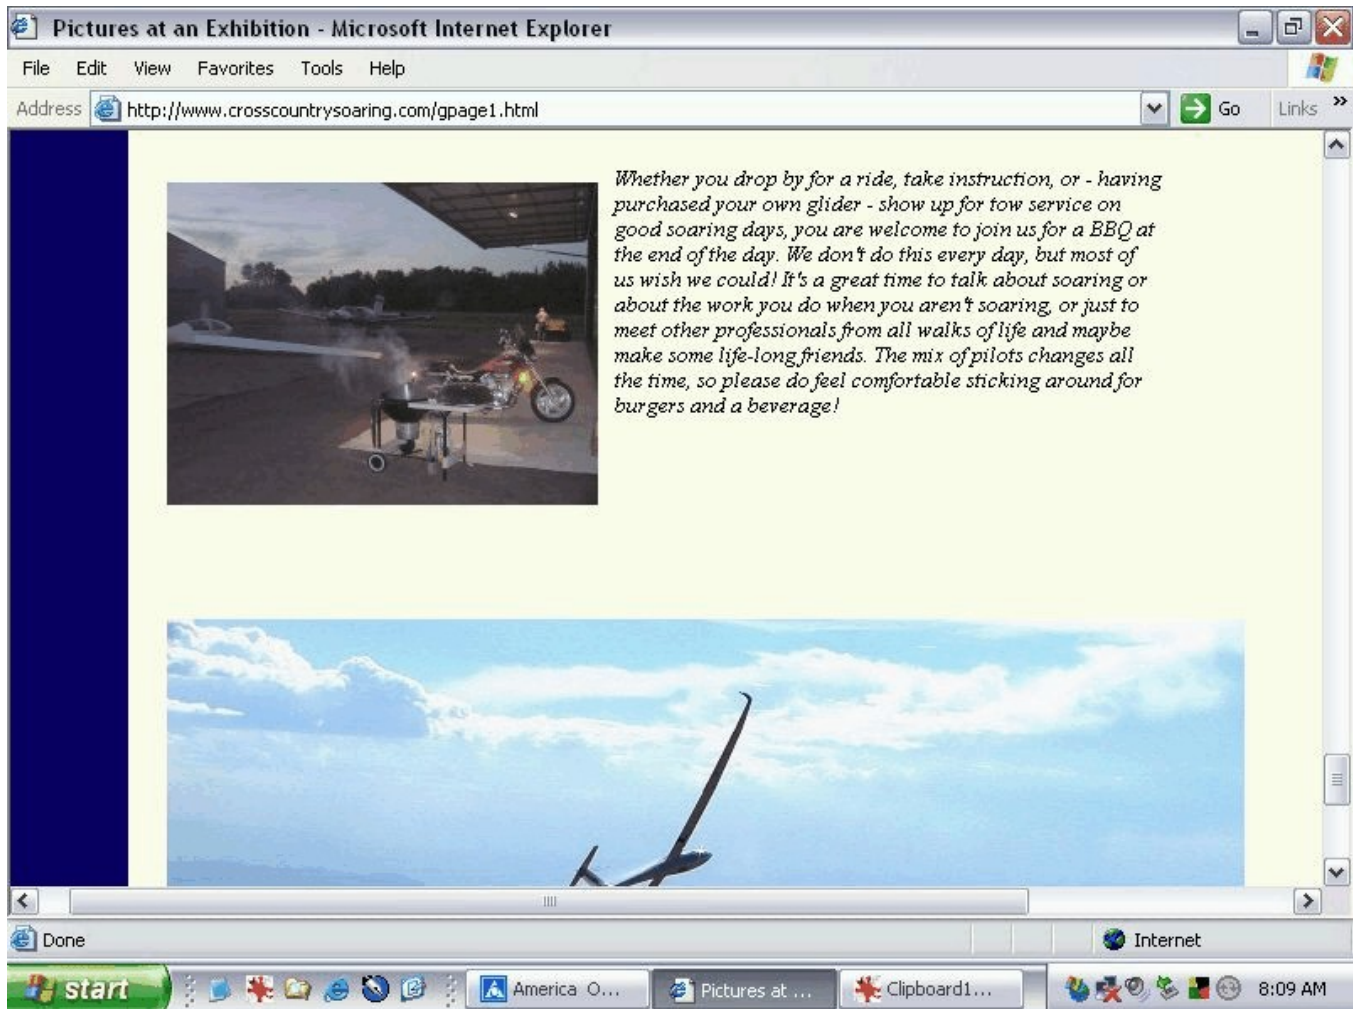 Pictures at an Exhibition - Microsoft Internet Explorer
File Edit View Favorites Tools Help
Address http://www.crosscountrysoaring.com/gpage1.html Go Links »
Whether you drop by for a ride, take instruction, or - having
purchased your own glider - show up for tow service on
good soaring days, you are welcome to join us for a BBQ at
the end of the day. We don't do this every day, but most of
us wish we could! It's a great time to talk about soaring or
about the work you do when you aren't soaring, or just to
meet other professionals from all walks of life and maybe
make some life-long friends. The mix of pilots changes all
the time, so please do feel comfortable sticking around for
burgers and a beverage!
Done Internet
start America O... Pictures at ... Clipboard1... 8:09 AM